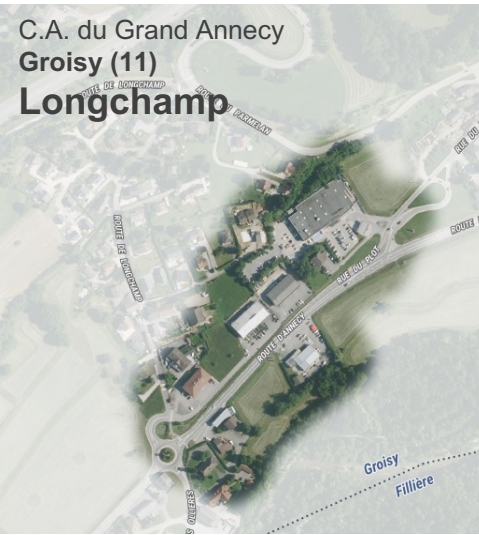 C.A. du Grand Annecy
Groisy (11)
Longchamp
ROUTE DE LONGCHAMP
ROUTE DU PARMELAN
RUE DU
ROUTE
ROUTE DE LONGCHAMP
RUE DU PLOT
ROUTE D'ANNECY
Groisy
Fillière
S OLLIERES